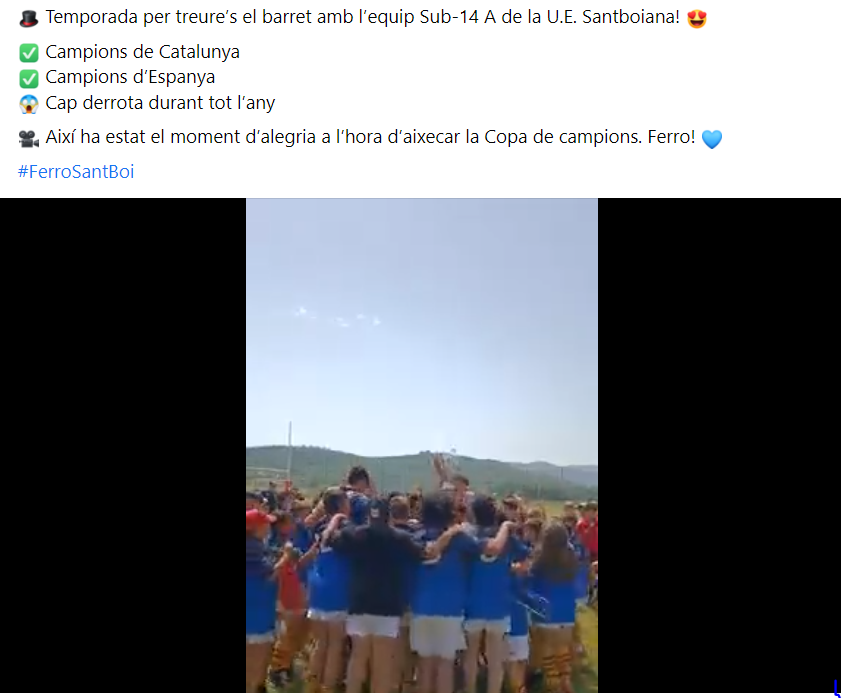 🎩 Temporada per treure’s el barret amb l’equip Sub-14 A de la U.E. Santboiana! 😍
✅ Campions de Catalunya
✅ Campions d’Espanya
😱 Cap derrota durant tot l’any
🎥 Així ha estat el moment d’alegria a l’hora d’aixecar la Copa de campions. Ferro! 💙
#FerroSantBoi